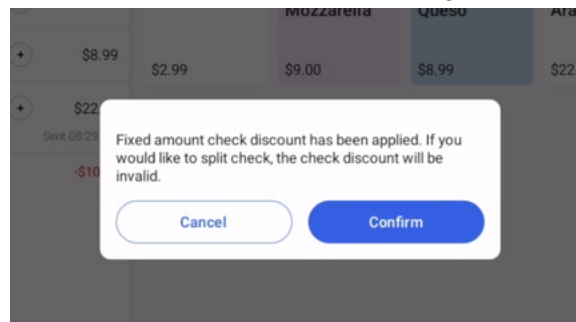 Mozzarella
Queso
$8.99
$2.99
$9.00
$8.99
$22
Sent 08:29
-$10
Fixed amount check discount has been applied. If you
would like to split check, the check discount will be
invalid.
Cancel
Confirm